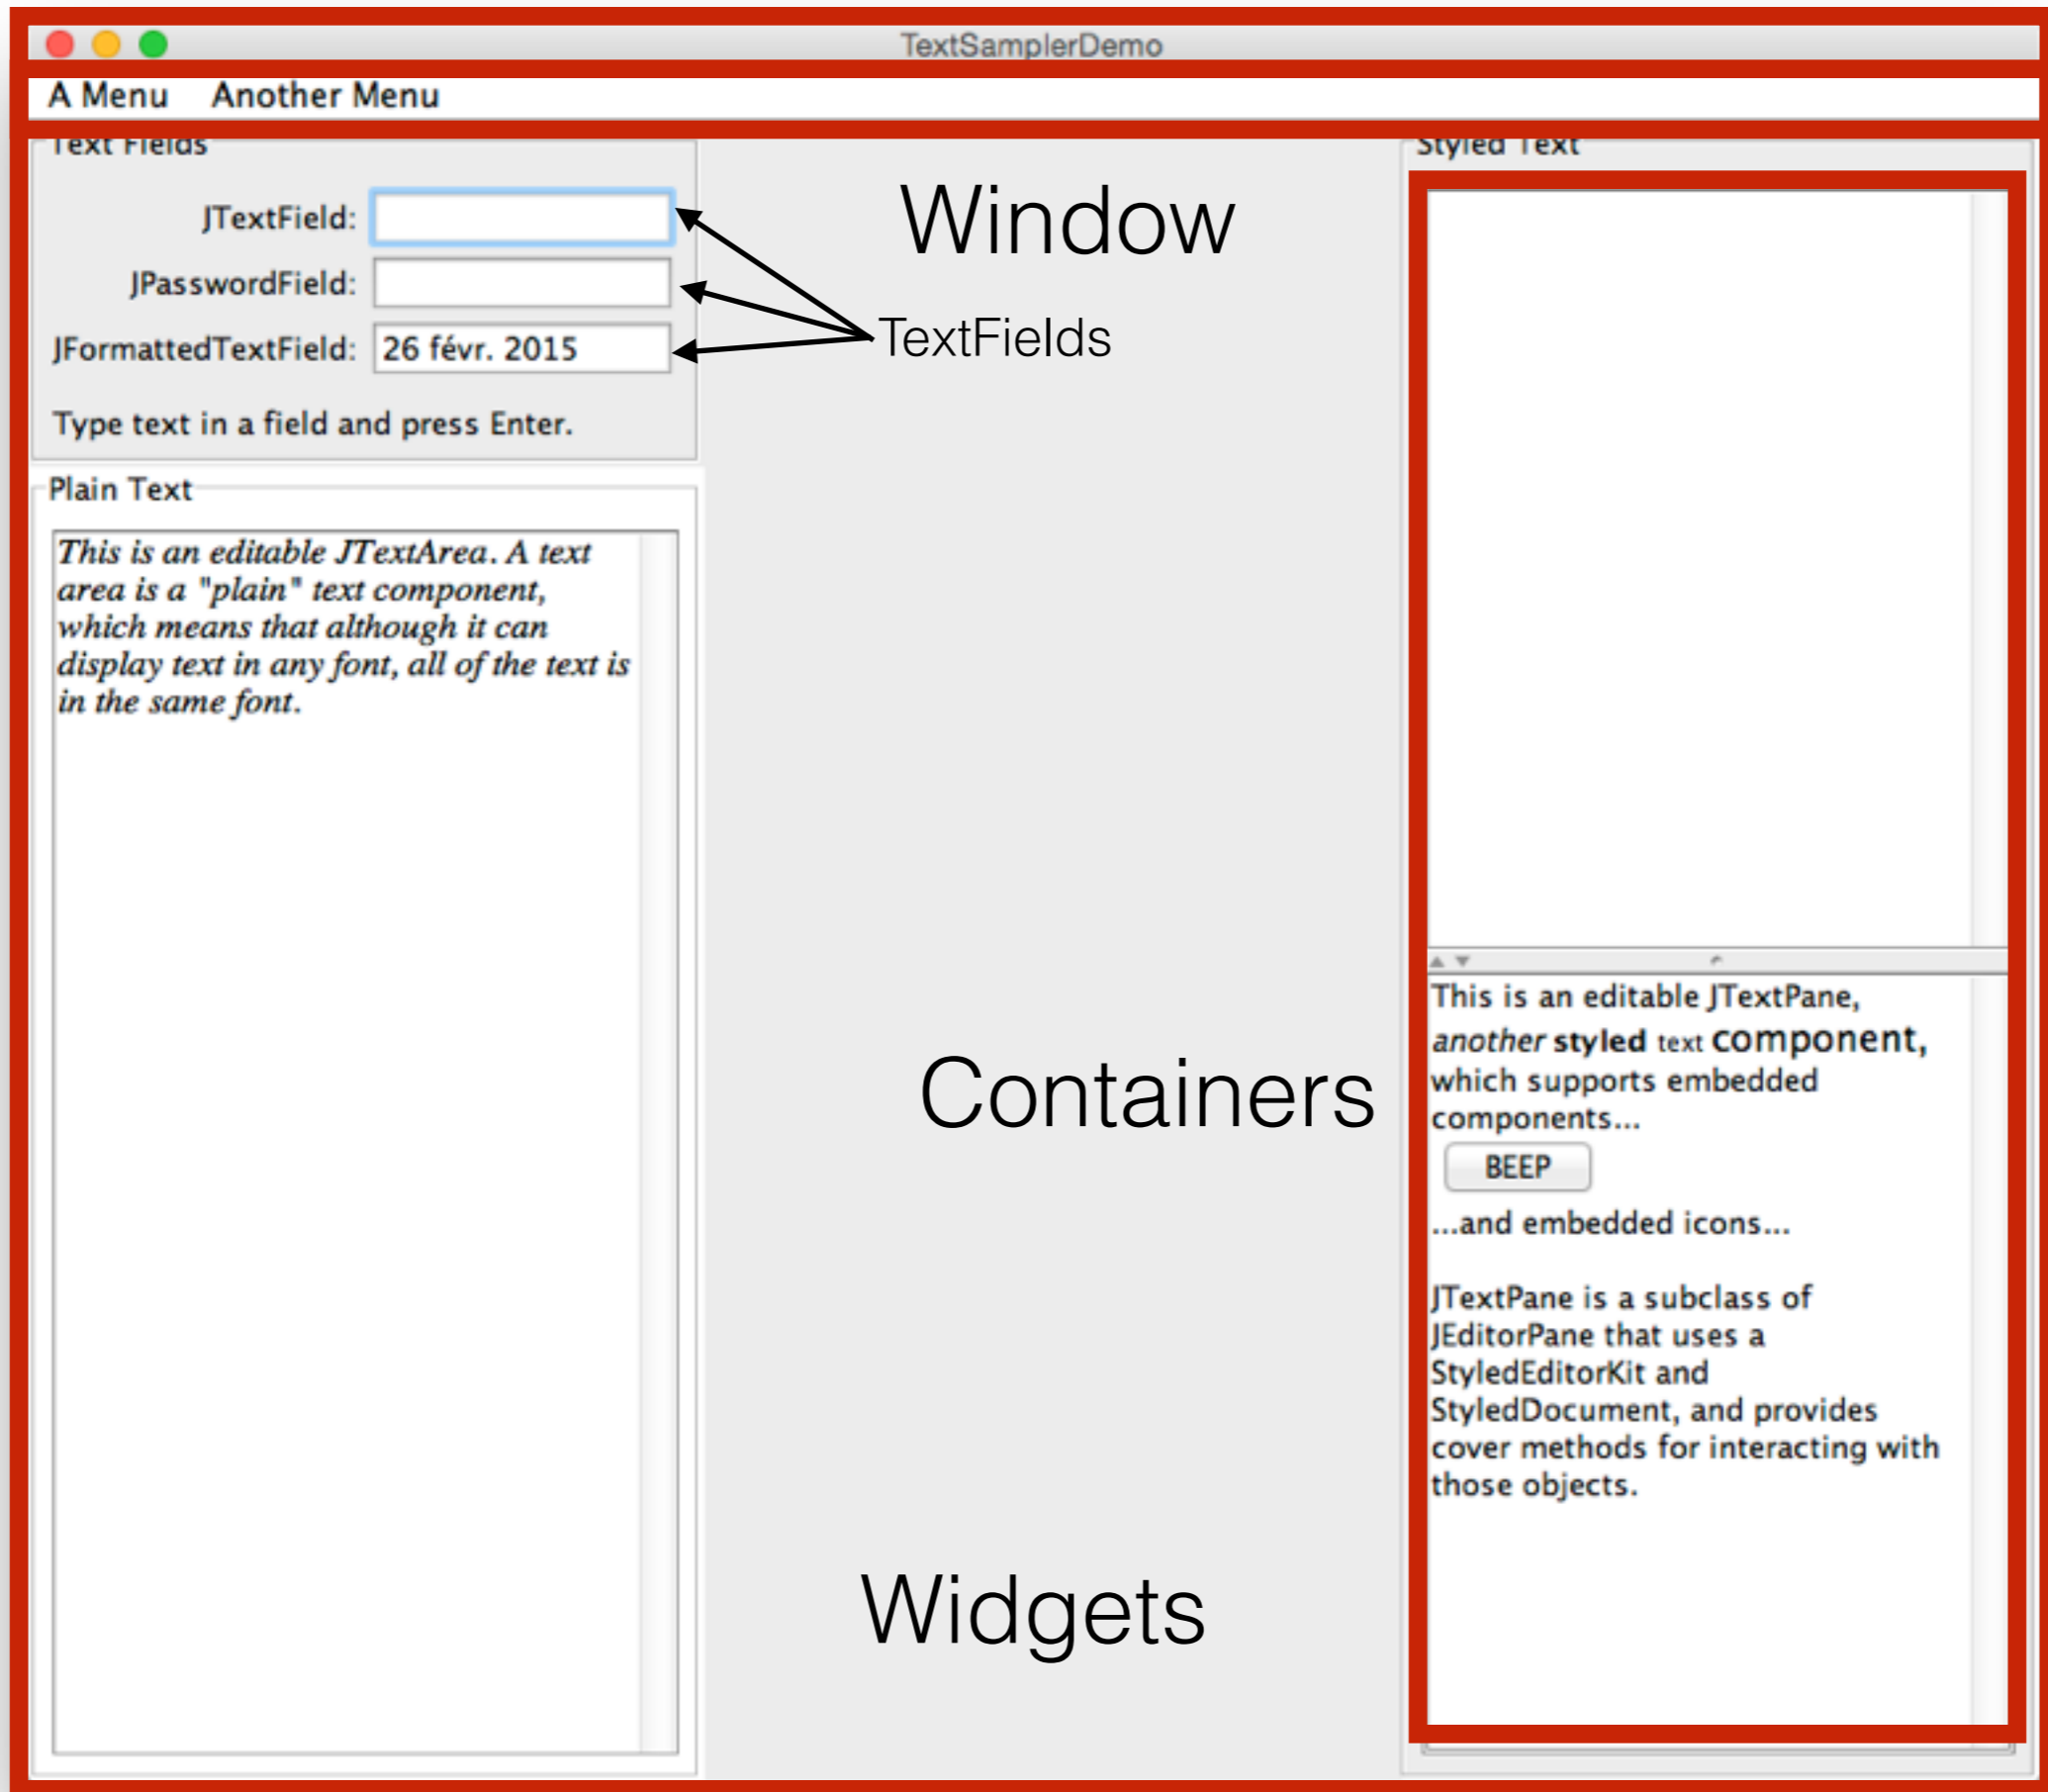 TextSamplerDemo
A Menu Another Menu
Text Fields
JTextField:
JPasswordField:
JFormattedTextField: 26 févr. 2015
Type text in a field and press Enter.
Window
TextFields
Plain Text
This is an editable JTextArea. A text
area is a "plain" text component,
which means that although it can
display text in any font, all of the text is
in the same font.
Containers
Widgets
Styled Text
This is an editable JTextPane,
another styled text component,
which supports embedded
components...
BEEP
...and embedded icons...
JTextPane is a subclass of
JEditorPane that uses a
StyledEditorKit and
StyledDocument, and provides
cover methods for interacting with
those objects.